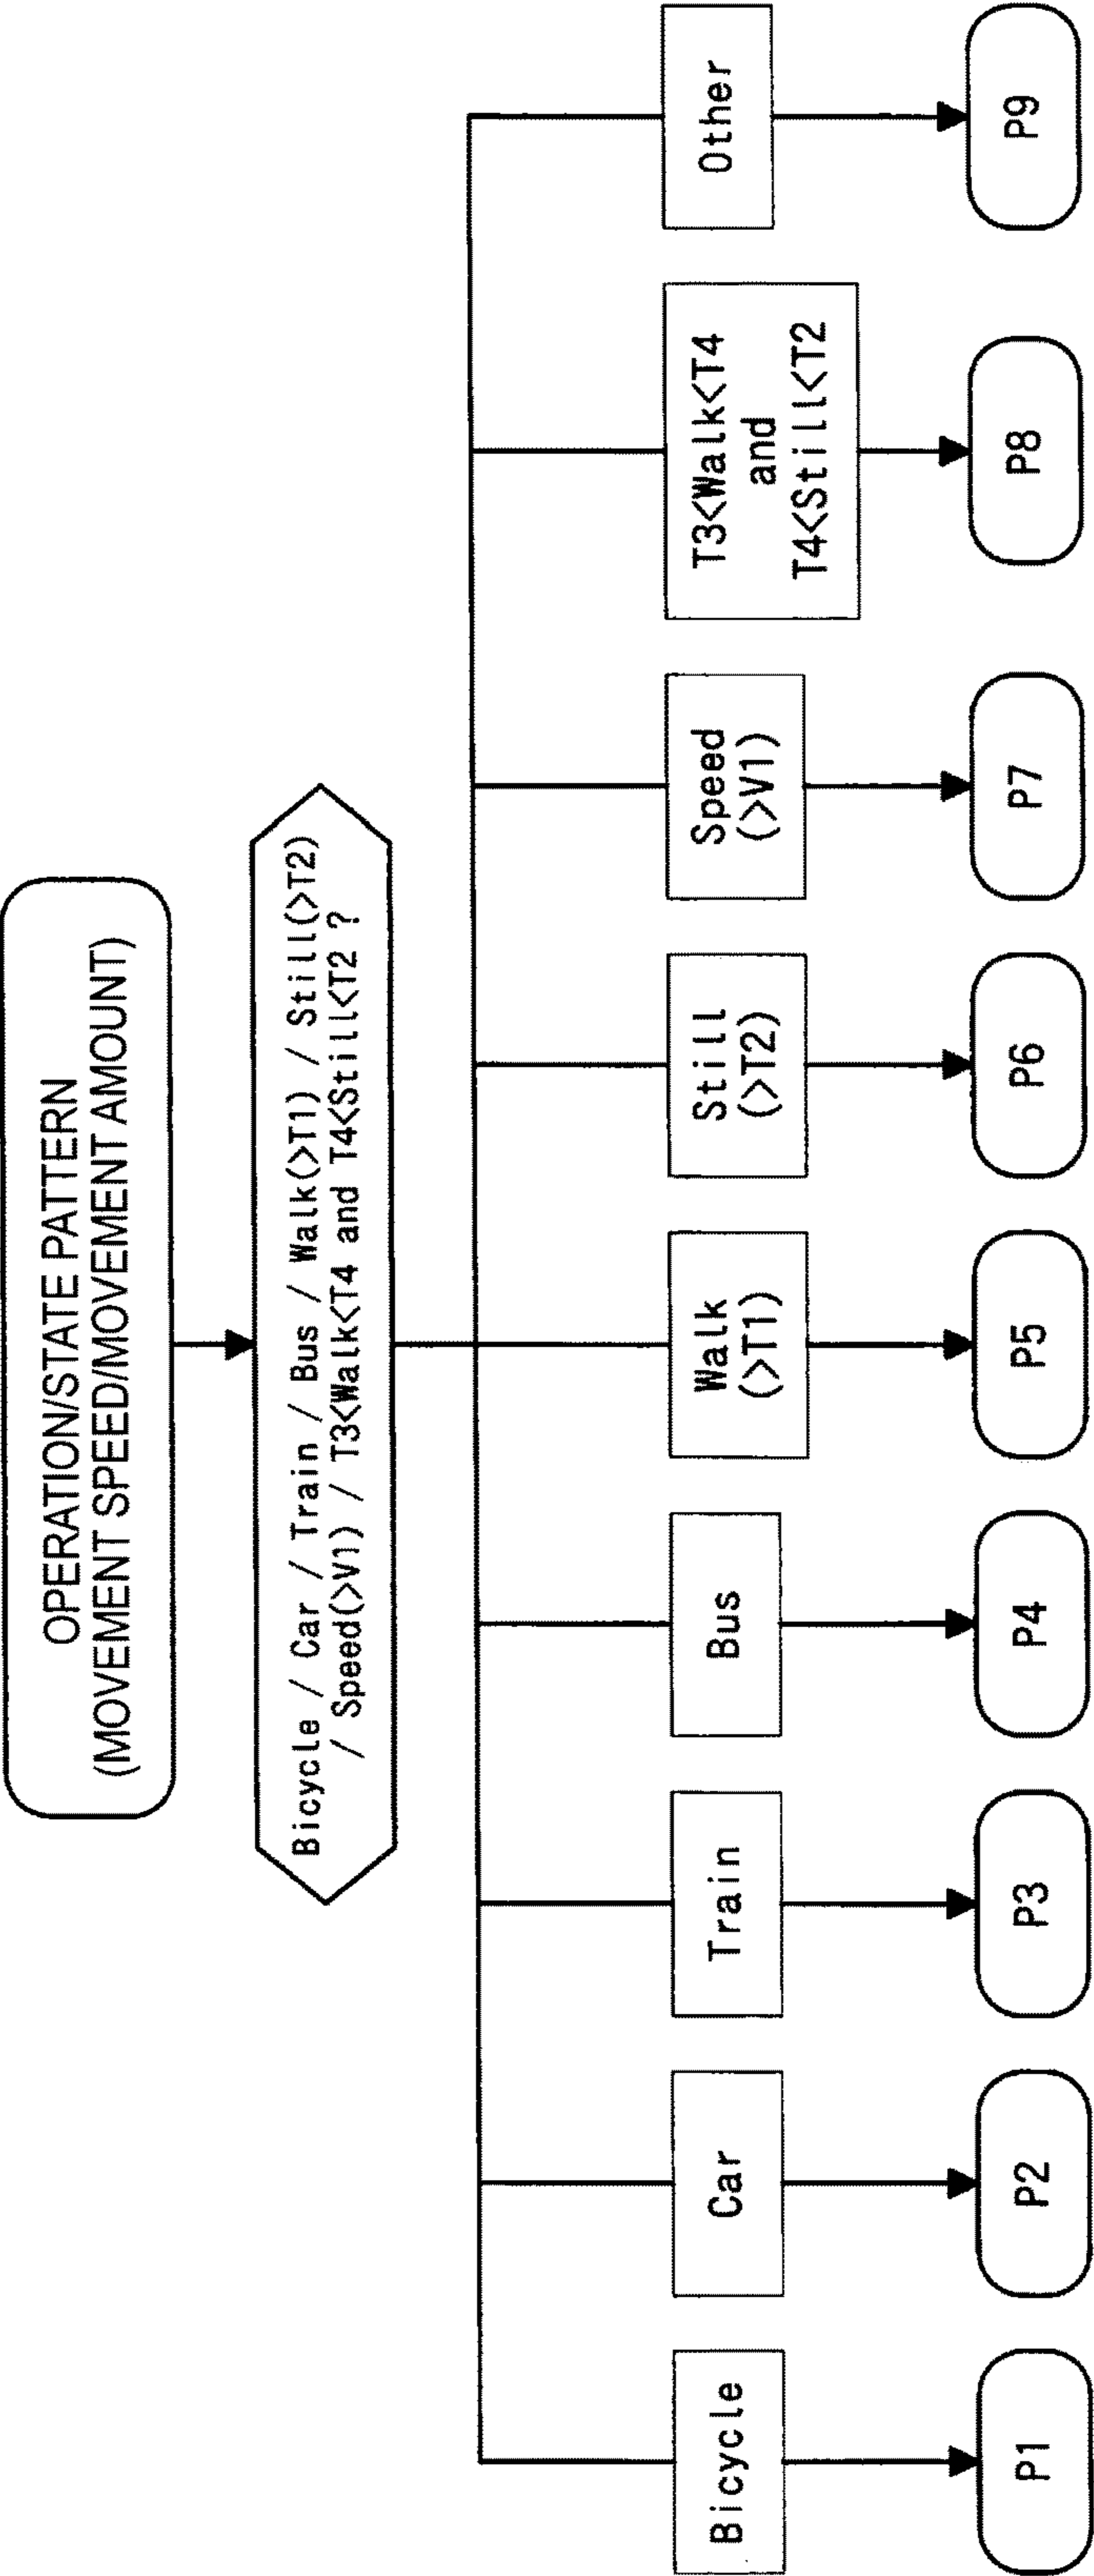 OPERATION/STATE PATTERN
(MOVEMENT SPEED/MOVEMENT AMOUNT)
Bicycle / Car / Train / Bus / Walk(>T1) / Still(>T2)
/ Speed(>V1) / T3<Walk<T4 and T4<Still<T2 ?
Bicycle
Car
Train
Bus
Walk
(>T1)
Still
(>T2)
Speed
(>V1)
T3<Walk<T4
and
T4<Still<T2
Other
P1
P2
P3
P4
P5
P6
P7
P8
P9